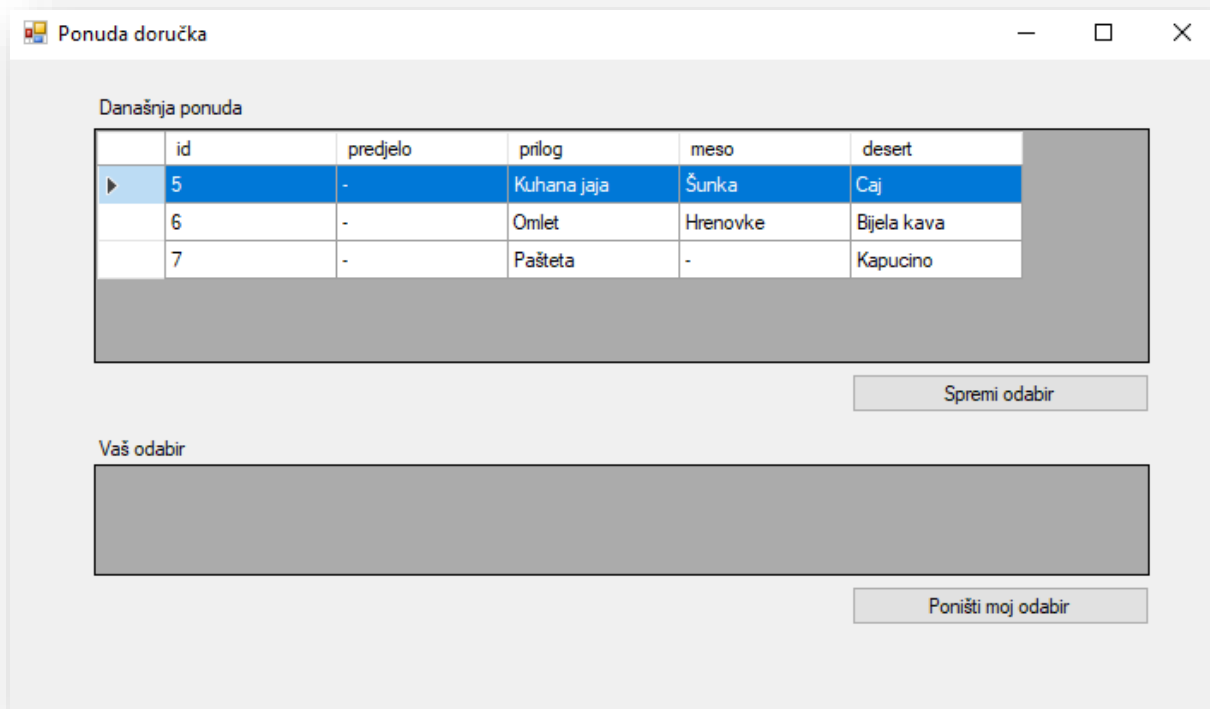 Ponuda doručka
Današnja ponuda
id predjelo prilog meso desert
5 - Kuhana jaja Šunka Caj
6 - Omlet Hrenovke Bijela kava
7 - Pašteta - Kapucino
Spremi odabir
Vaš odabir
Poništi moj odabir